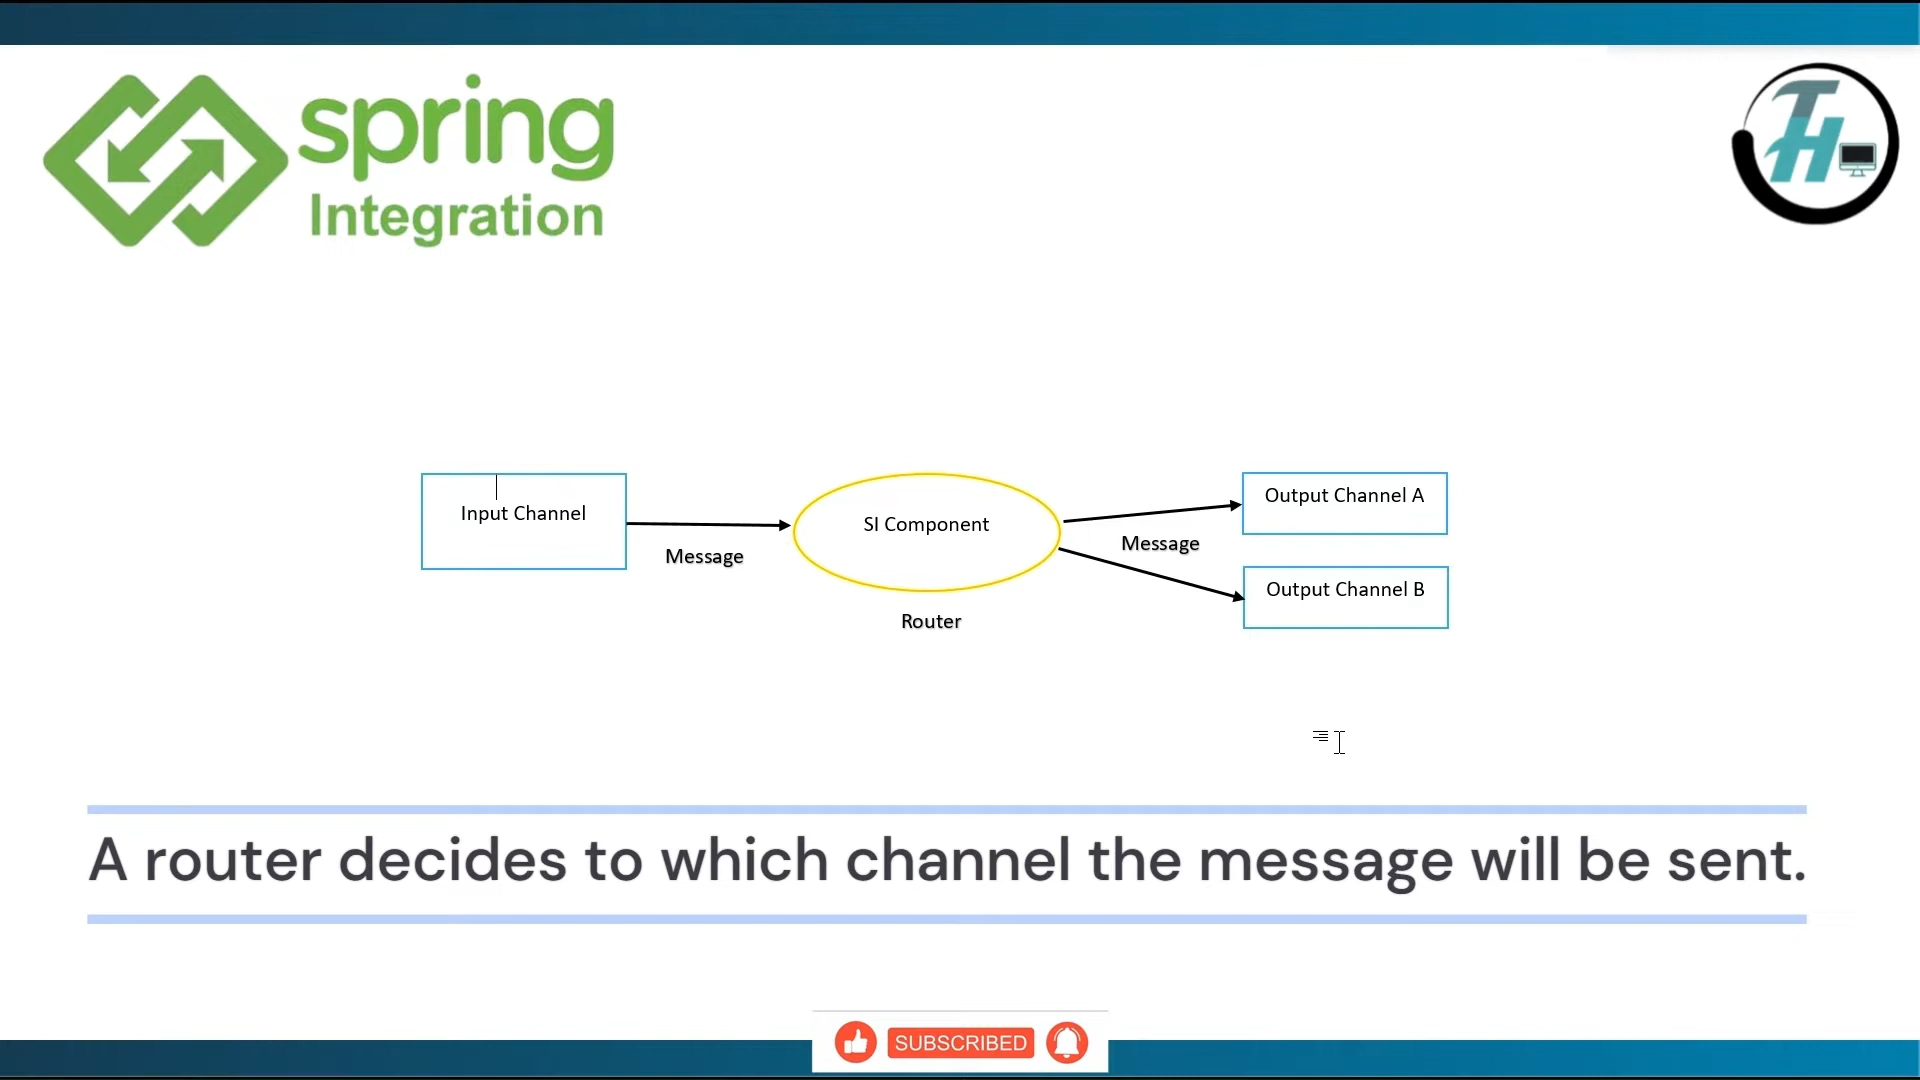 spring
Integration
TH
Input Channel
Message
SI Component
Router
Message
Output Channel A
Output Channel B
A router decides to which channel the message will be sent.
SUBSCRIBED